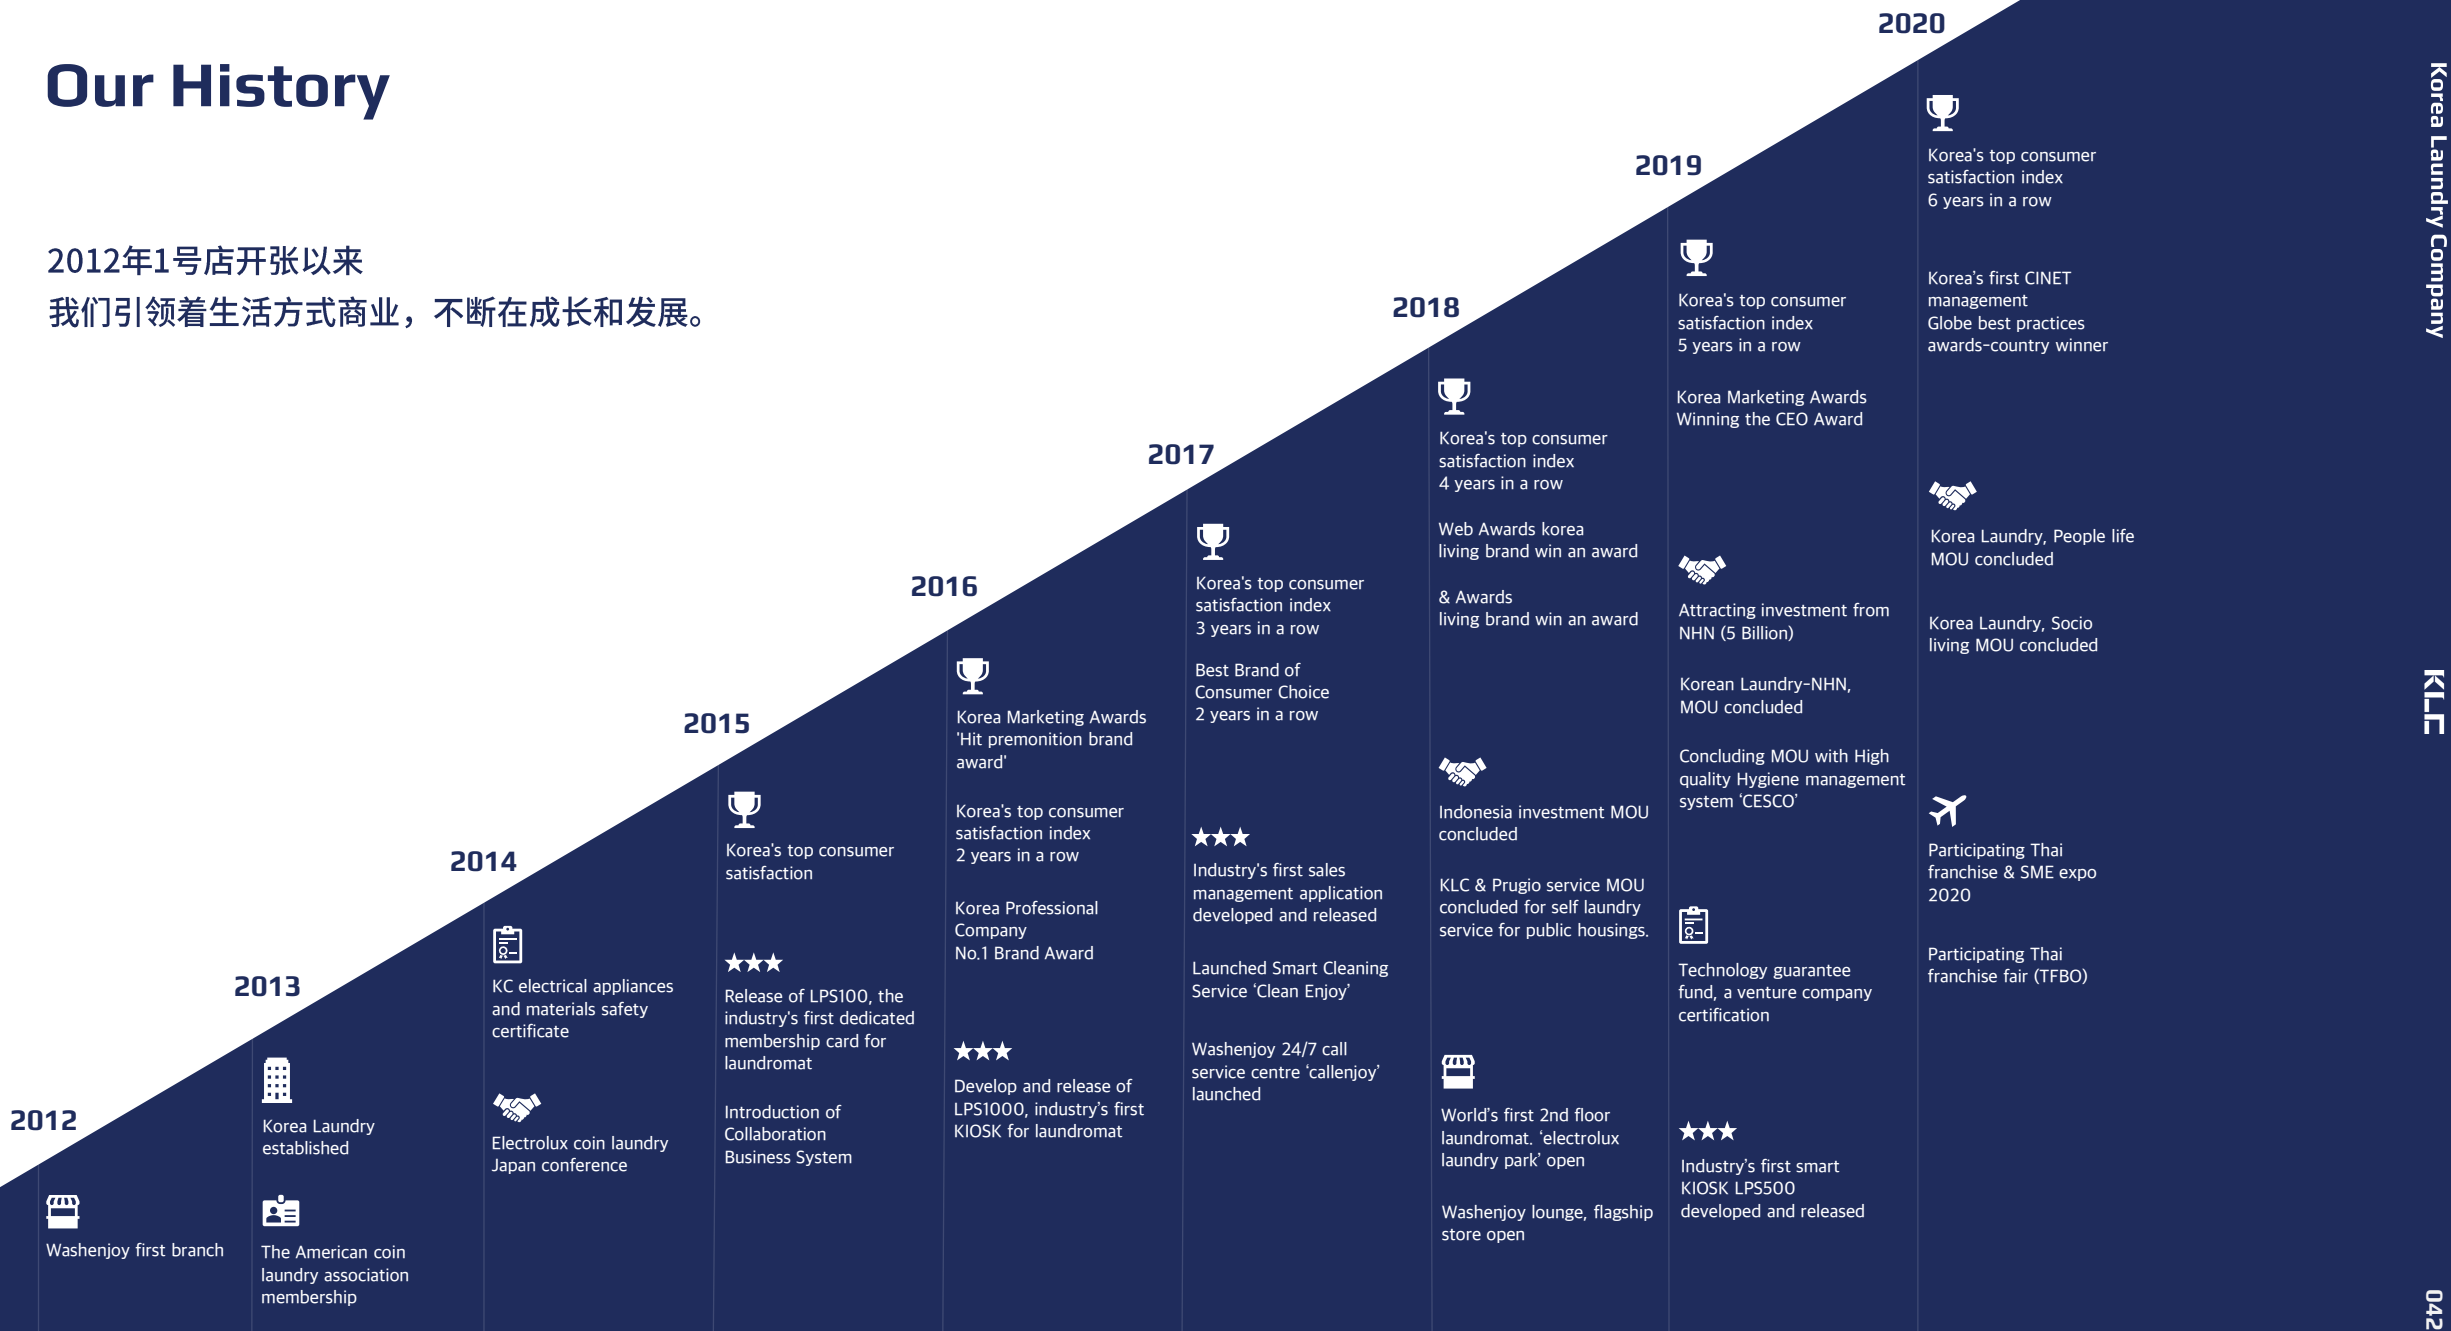 Our History
2012年1号店开张以来
我们引领着生活方式商业，不断在成长和发展。
2012
Washenjoy first branch
2013
Korea Laundry
established
The American coin
laundry association
membership
2014
KC electrical appliances
and materials safety
certificate
Electrolux coin laundry
Japan conference
2015
Korea's top consumer
satisfaction
Release of LPS100, the
industry's first dedicated
membership card for
laundromat
Introduction of
Collaboration
Business System
2016
Korea Marketing Awards
'Hit premonition brand
award'
Korea's top consumer
satisfaction index
2 years in a row
Korea Professional
Company
No.1 Brand Award
Develop and release of
LPS1000, industry’s first
KIOSK for laundromat
2017
Korea's top consumer
satisfaction index
3 years in a row
Best Brand of
Consumer Choice
2 years in a row
Industry's first sales
management application
developed and released
Launched Smart Cleaning
Service ‘Clean Enjoy’
Washenjoy 24/7 call
service centre ‘callenjoy’
launched
2018
Korea's top consumer
satisfaction index
4 years in a row
Web Awards korea
living brand win an award
& Awards
living brand win an award
Indonesia investment MOU
concluded
KLC & Prugio service MOU
concluded for self laundry
service for public housings.
World’s first 2nd floor
laundromat. ‘electrolux
laundry park’ open
Washenjoy lounge, flagship
store open
2019
Korea's top consumer
satisfaction index
5 years in a row
Korea Marketing Awards
Winning the CEO Award
Attracting investment from
NHN (5 Billion)
Korean Laundry-NHN,
MOU concluded
Concluding MOU with High
quality Hygiene management
system ‘CESCO’
Technology guarantee
fund, a venture company
certification
Industry’s first smart
KIOSK LPS500
developed and released
2020
Korea's top consumer
satisfaction index
6 years in a row
Korea’s first CINET
management
Globe best practices
awards-country winner
Korea Laundry, People life
MOU concluded
Korea Laundry, Socio
living MOU concluded
Participating Thai
franchise & SME expo
2020
Participating Thai
franchise fair (TFBO)
Korea Laundry Company
KLC
042